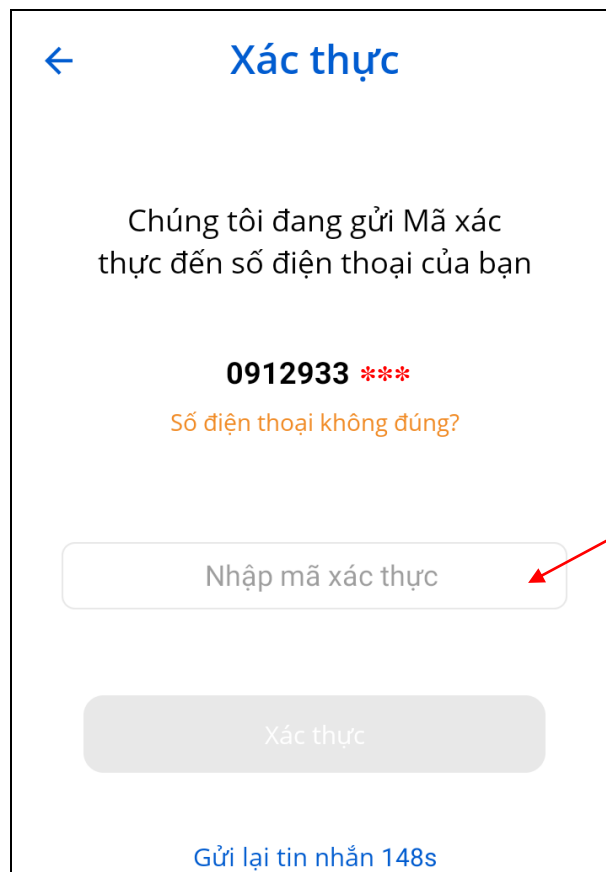 Xác thực
Chúng tôi đang gửi Mã xác
thực đến số điện thoại của bạn
0912933 ***
Số điện thoại không đúng?
Nhập mã xác thực
Xác thực
Gửi lại tin nhắn 148s